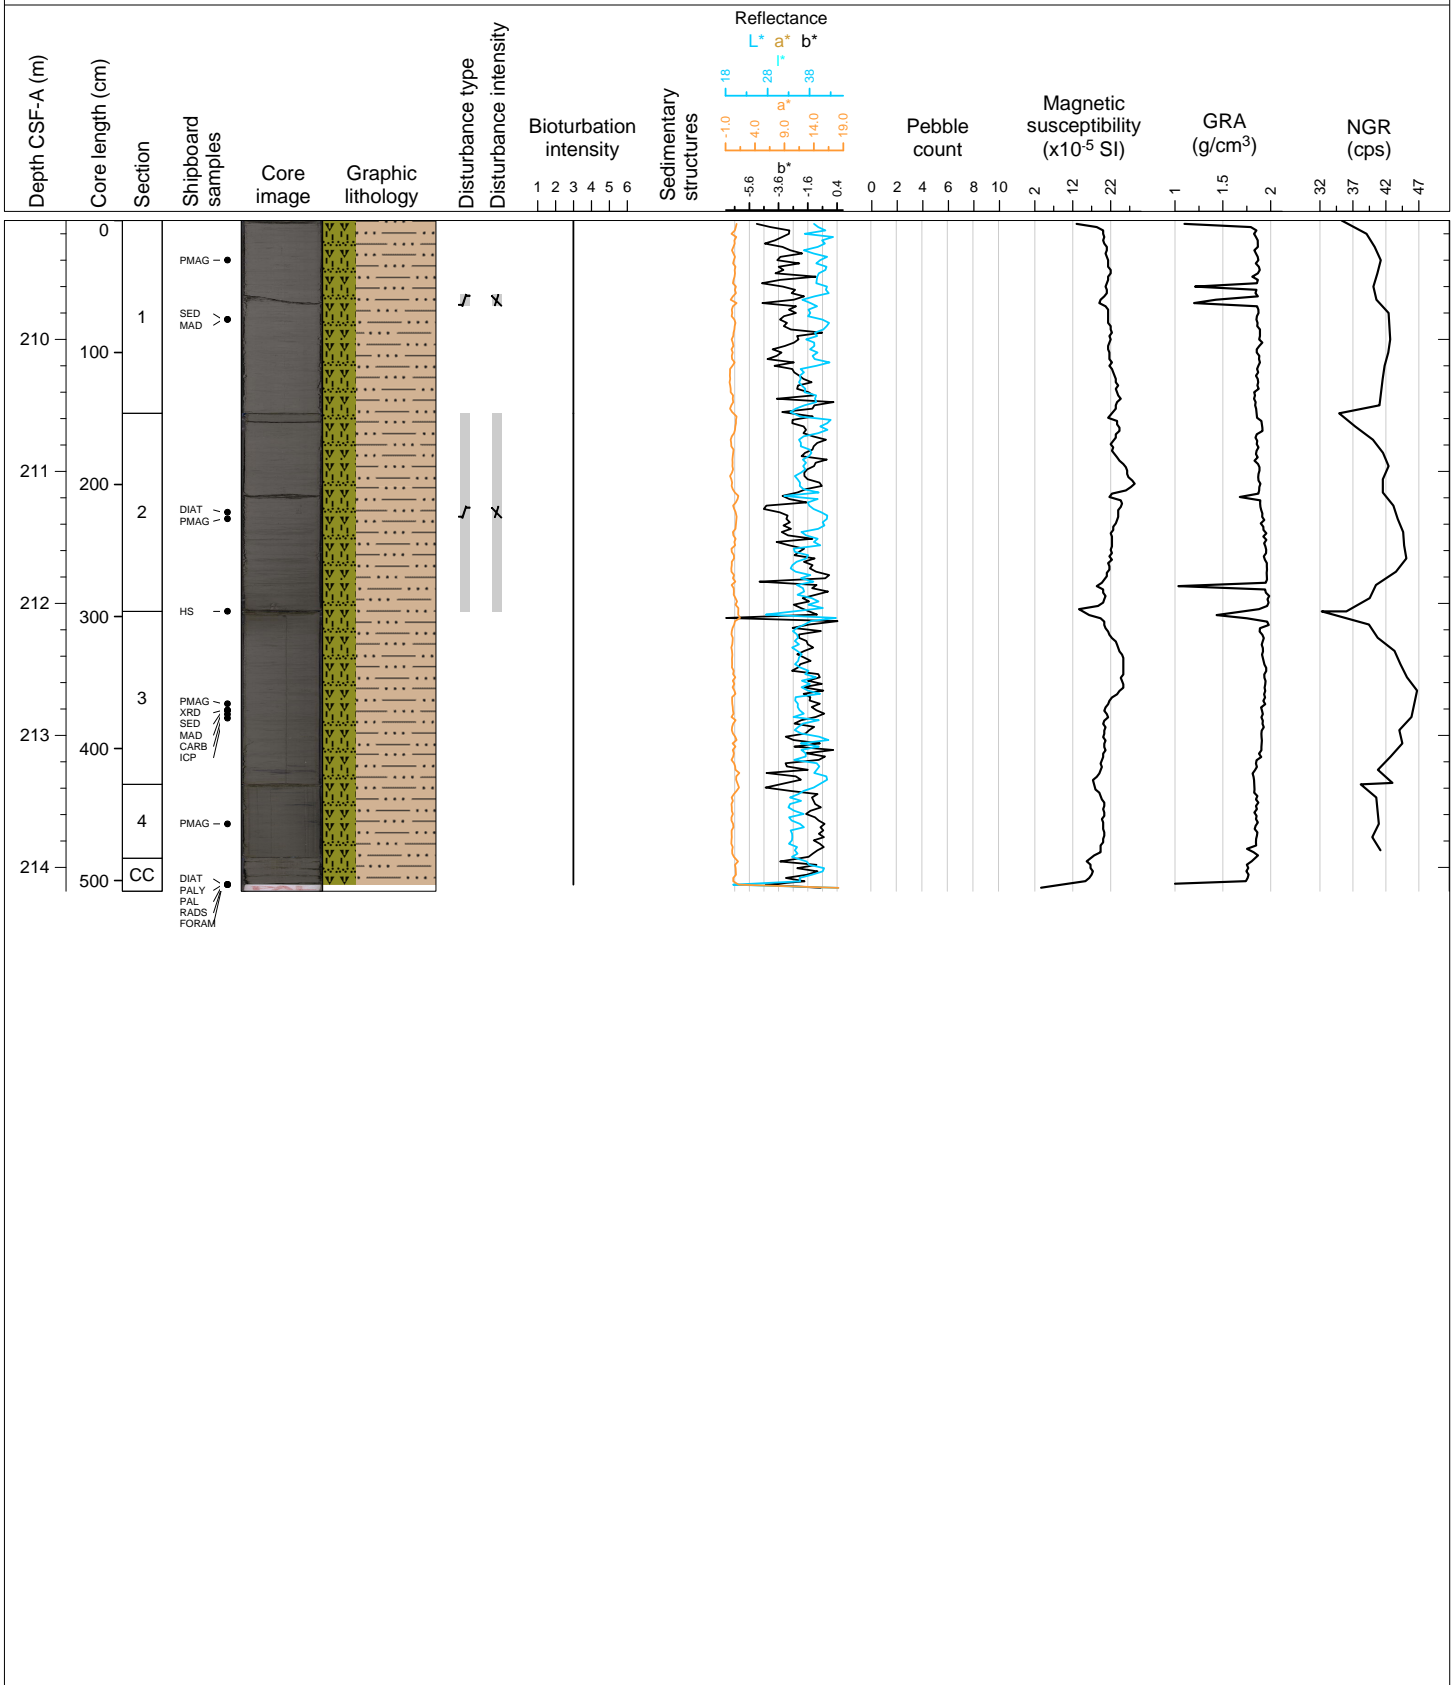 Depth CSF-A (m)
Core length (cm)
Section
Shipboard
samples
Core
image
Graphic
lithology
Disturbance type
Disturbance intensity
Bioturbation
intensity
1 2 3 4 5 6
Sedimentary
structures
Reflectance
L* a* b*
L*
18 28 38
a*
-1.0 4.0 9.0 14.0 19.0
b*
-5.6 -3.6 -1.6 0.4
Pebble
count
0 2 4 6 8 10
Magnetic
susceptibility
(x10-5 SI)
2 12 22
GRA
(g/cm3)
1 1.5 2
NGR
(cps)
32 37 42 47
0
PMAG
SED
MAD
1
210
100
211
200
DIAT
PMAG
2
212
HS
300
PMAG
XRD
SED
MAD
CARB
ICP
3
213
400
4
PMAG
214
CC
500
DIAT
PALY
PAL
RADS
FORAM